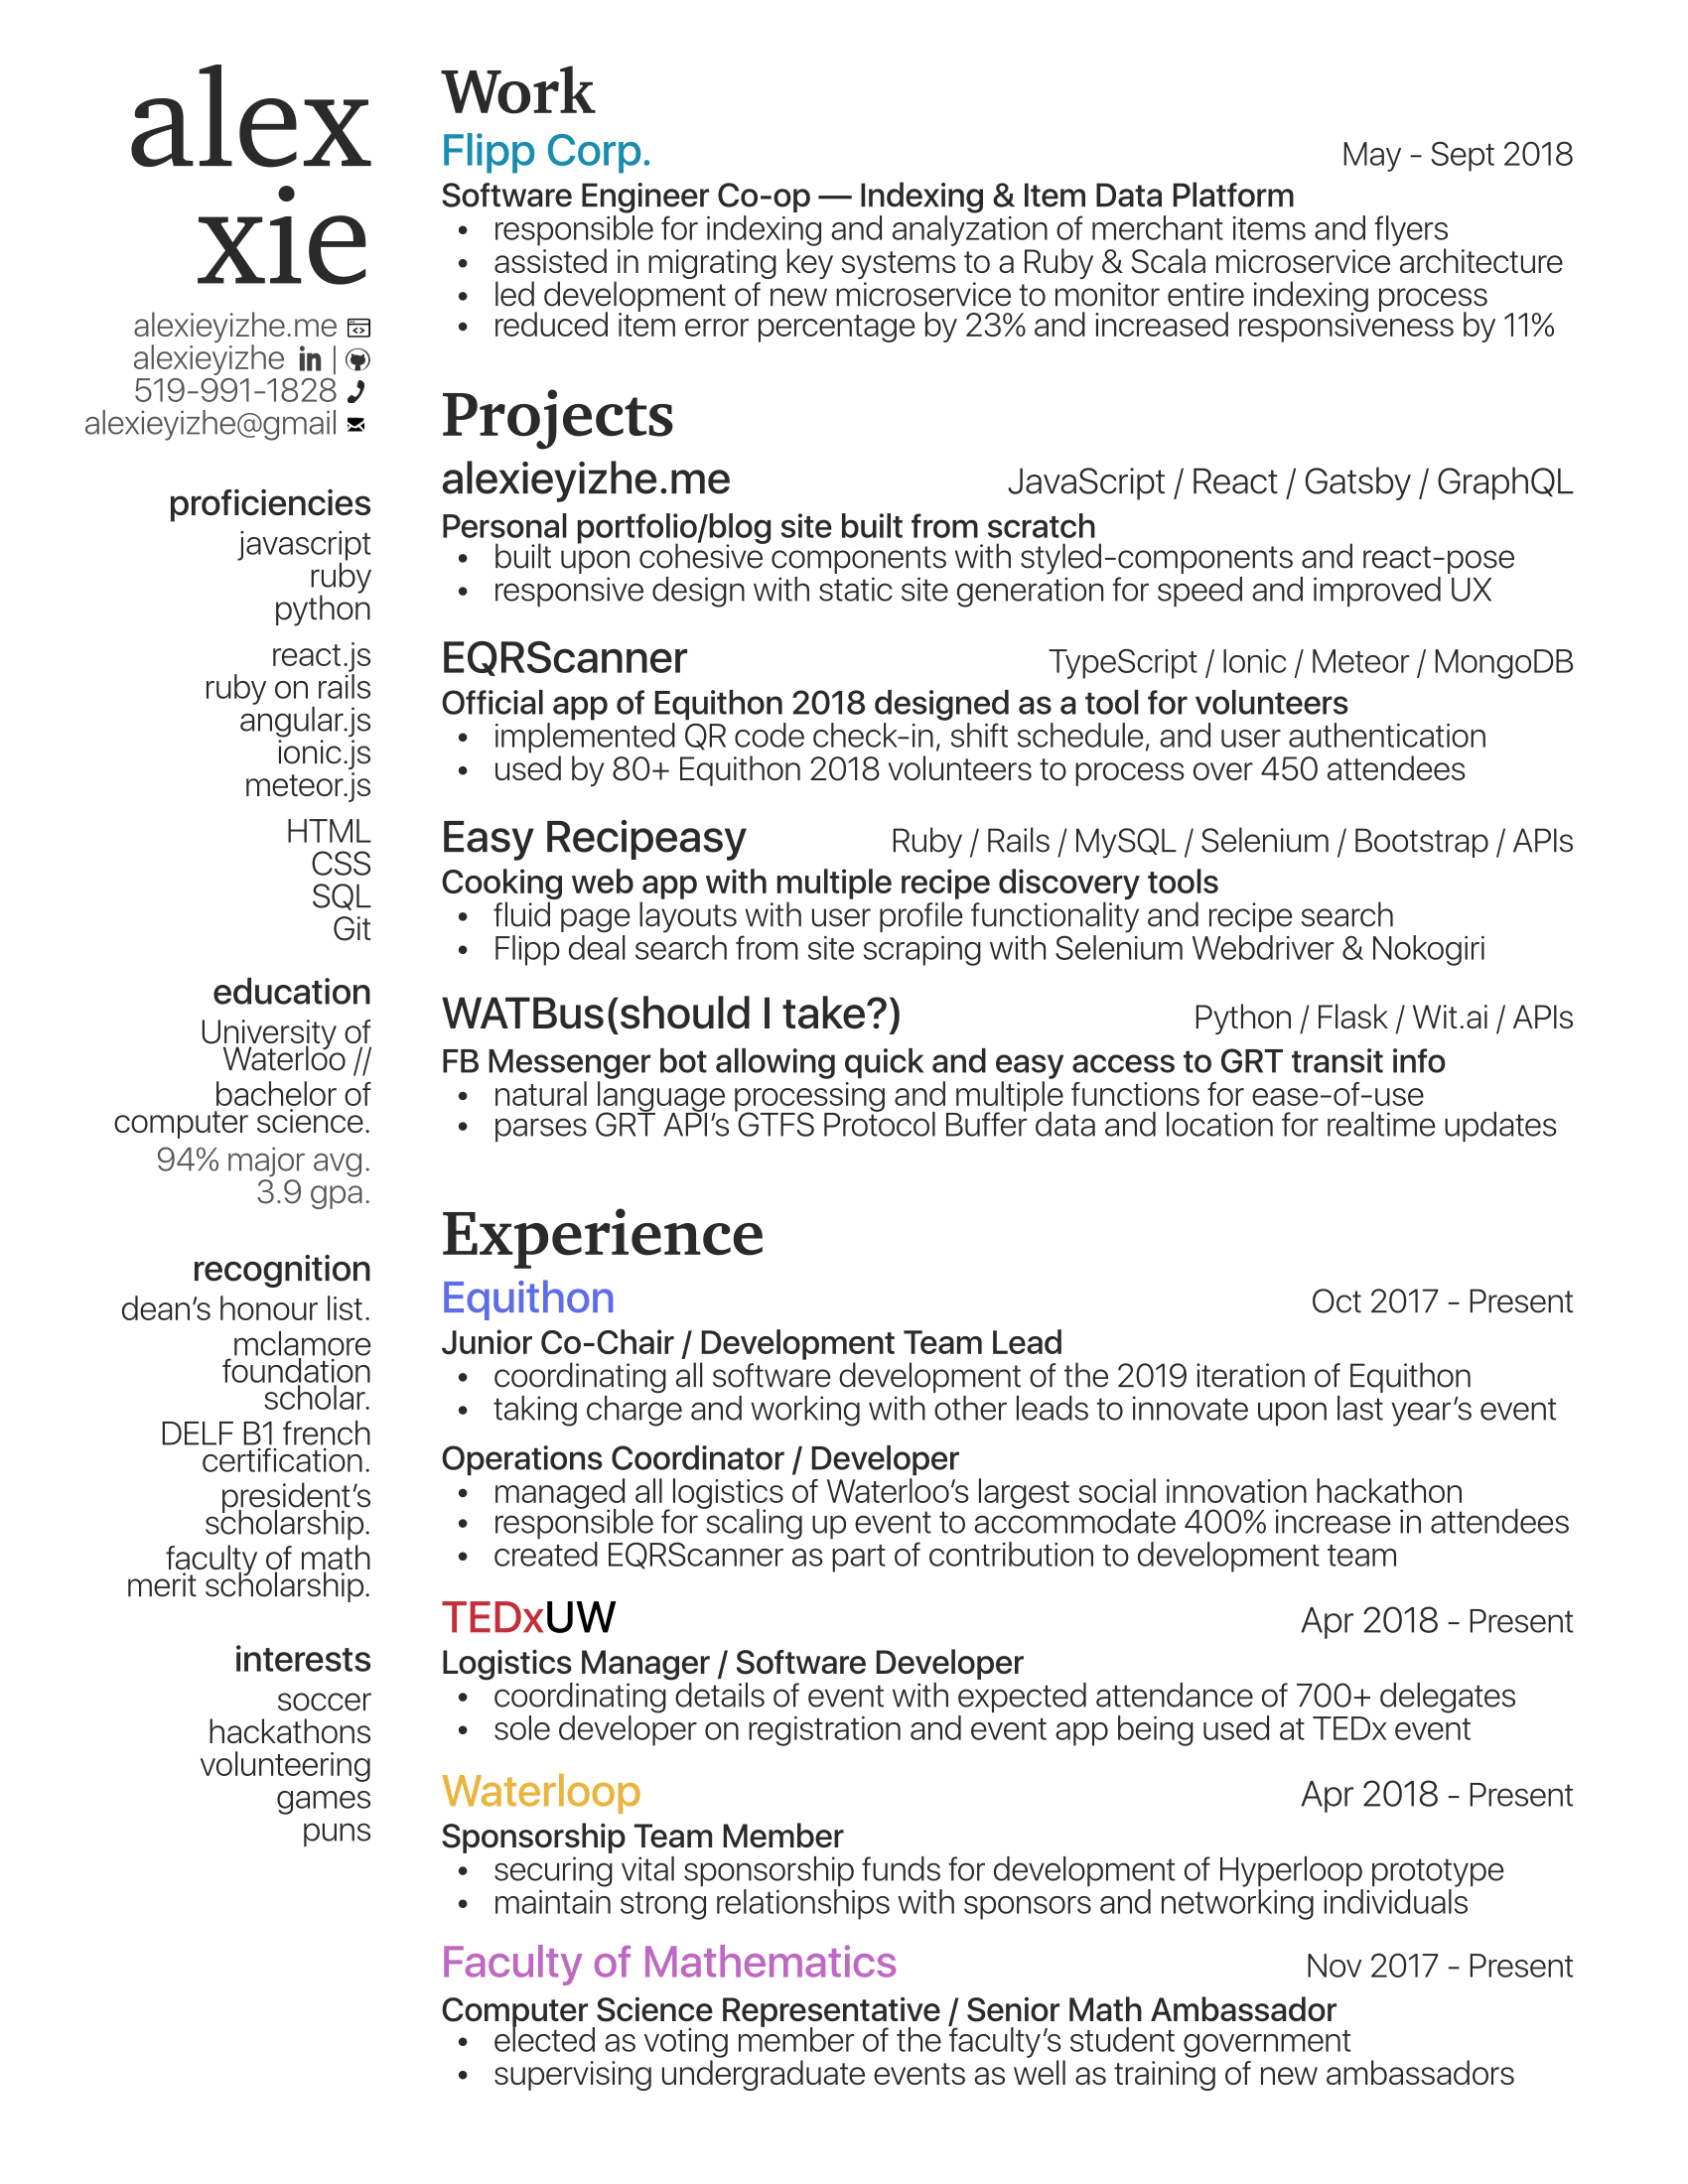 alex
xie
alexieyizhe.me
alexieyizhe in |
519-991-1828
alexieyizhe@gmail
proficiencies
javascript
ruby
python
react.js
ruby on rails
angular.js
ionic.js
meteor.js
HTML
CSS
SQL
Git
education
University of
Waterloo //
bachelor of
computer science.
94% major avg.
3.9 gpa.
recognition
dean’s honour list.
mclamore
foundation
scholar.
DELF B1 french
certification.
president’s
scholarship.
faculty of math
merit scholarship.
interests
soccer
hackathons
volunteering
games
puns
Work
Flipp Corp. May - Sept 2018
Software Engineer Co-op — Indexing & Item Data Platform
• responsible for indexing and analyzation of merchant items and flyers
• assisted in migrating key systems to a Ruby & Scala microservice architecture
• led development of new microservice to monitor entire indexing process
• reduced item error percentage by 23% and increased responsiveness by 11%
Projects
alexieyizhe.me JavaScript / React / Gatsby / GraphQL
Personal portfolio/blog site built from scratch
• built upon cohesive components with styled-components and react-pose
• responsive design with static site generation for speed and improved UX
EQRScanner TypeScript / Ionic / Meteor / MongoDB
Official app of Equithon 2018 designed as a tool for volunteers
• implemented QR code check-in, shift schedule, and user authentication
• used by 80+ Equithon 2018 volunteers to process over 450 attendees
Easy Recipeasy Ruby / Rails / MySQL / Selenium / Bootstrap / APIs
Cooking web app with multiple recipe discovery tools
• fluid page layouts with user profile functionality and recipe search
• Flipp deal search from site scraping with Selenium Webdriver & Nokogiri
WATBus(should I take?) Python / Flask / Wit.ai / APIs
FB Messenger bot allowing quick and easy access to GRT transit info
• natural language processing and multiple functions for ease-of-use
• parses GRT API’s GTFS Protocol Buffer data and location for realtime updates
Experience
Equithon Oct 2017 - Present
Junior Co-Chair / Development Team Lead
• coordinating all software development of the 2019 iteration of Equithon
• taking charge and working with other leads to innovate upon last year’s event
Operations Coordinator / Developer
• managed all logistics of Waterloo’s largest social innovation hackathon
• responsible for scaling up event to accommodate 400% increase in attendees
• created EQRScanner as part of contribution to development team
TEDxUW Apr 2018 - Present
Logistics Manager / Software Developer
• coordinating details of event with expected attendance of 700+ delegates
• sole developer on registration and event app being used at TEDx event
Waterloop Apr 2018 - Present
Sponsorship Team Member
• securing vital sponsorship funds for development of Hyperloop prototype
• maintain strong relationships with sponsors and networking individuals
Faculty of Mathematics Nov 2017 - Present
Computer Science Representative / Senior Math Ambassador
• elected as voting member of the faculty’s student government
• supervising undergraduate events as well as training of new ambassadors